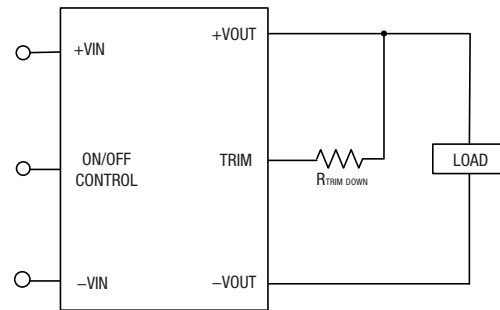 +VIN
+VOUT
ON/OFF
CONTROL
TRIM
RTRIM DOWN
LOAD
–VIN
–VOUT